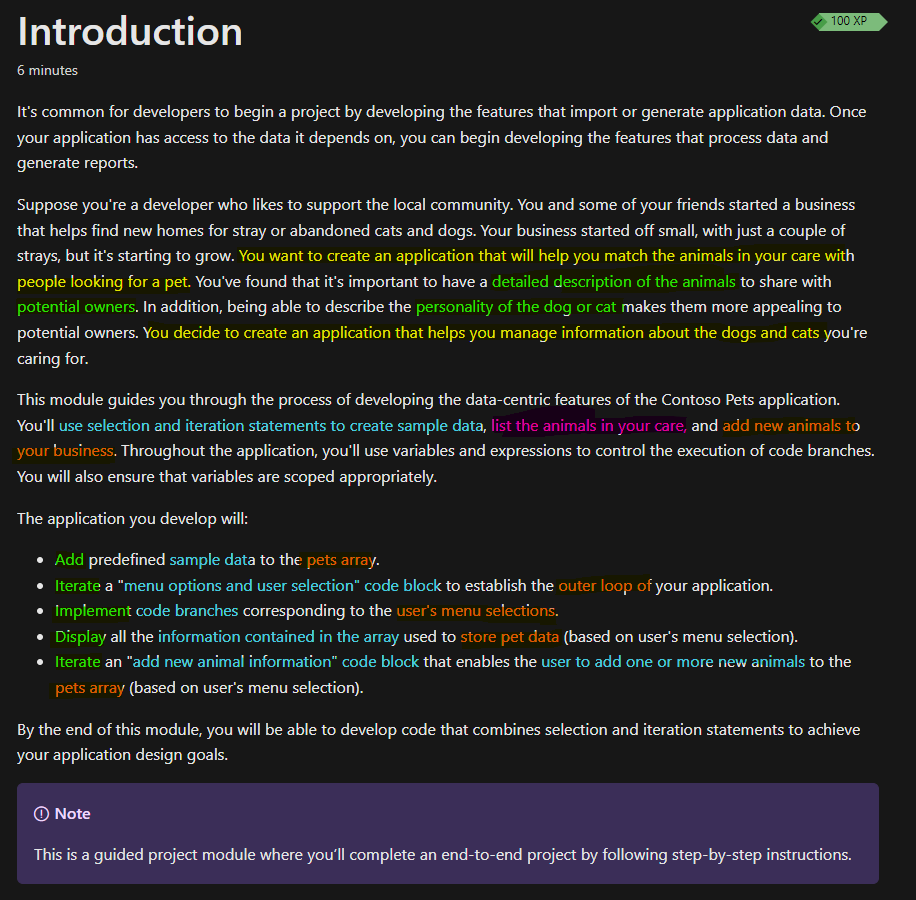 Introduction
100 XP
6 minutes
It's common for developers to begin a project by developing the features that import or generate application data. Once
your application has access to the data it depends on, you can begin developing the features that process data and
generate reports.
Suppose you're a developer who likes to support the local community. You and some of your friends started a business
that helps find new homes for stray or abandoned cats and dogs. Your business started off small, with just a couple of
strays, but it's starting to grow. You want to create an application that will help you match the animals in your care with
people looking for a pet. You've found that it's important to have a detailed description of the animals to share with
potential owners. In addition, being able to describe the personality of the dog or cat makes them more appealing to
potential owners. You decide to create an application that helps you manage information about the dogs and cats you're
caring for.
This module guides you through the process of developing the data-centric features of the Contoso Pets application.
You'll use selection and iteration statements to create sample data, list the animals in your care, and add new animals to
your business. Throughout the application, you'll use variables and expressions to control the execution of code branches.
You will also ensure that variables are scoped appropriately.
The application you develop will:
• Add predefined sample data to the pets array.
• Iterate a "menu options and user selection" code block to establish the outer loop of your application.
• Implement code branches corresponding to the user's menu selections.
• Display all the information contained in the array used to store pet data (based on user's menu selection).
• Iterate an "add new animal information" code block that enables the user to add one or more new animals to the
pets array (based on user's menu selection).
By the end of this module, you will be able to develop code that combines selection and iteration statements to achieve
your application design goals.
Note
This is a guided project module where you'll complete an end-to-end project by following step-by-step instructions.